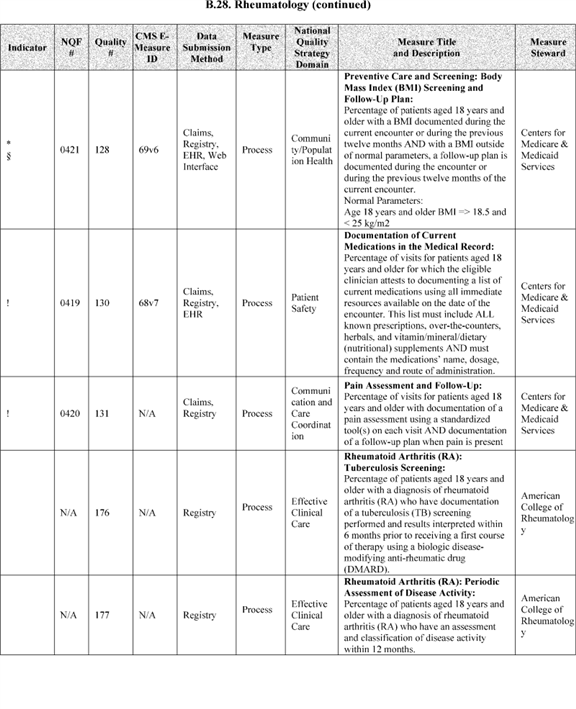 B.28. Rheumatology (continued)
Indicator
NQF
#
Quality
#
CMS E-
Measure
ID
Data
Submission
Method
Measure
Type
National
Quality
Strategy
Domain
Measure Title
and Description
Measure
Steward
*
§
0421
128
69v6
Claims,
Registry,
EHR, Web
Interface
Process
Communi
ty/Populat
ion Health
Preventive Care and Screening: Body
Mass Index (BMI) Screening and
Follow-Up Plan:
Percentage of patients aged 18 years and
older with a BMI documented during the
current encounter or during the previous
twelve months AND with a BMI outside
of normal parameters, a follow-up plan is
documented during the encounter or
during the previous twelve months of the
current encounter.
Normal Parameters:
Age 18 years and older BMI => 18.5 and
< 25 kg/m2
Centers for
Medicare &
Medicaid
Services
!
0419
130
68v7
Claims,
Registry,
EHR
Process
Patient
Safety
Documentation of Current
Medications in the Medical Record:
Percentage of visits for patients aged 18
years and older for which the eligible
clinician attests to documenting a list of
current medications using all immediate
resources available on the date of the
encounter. This list must include ALL
known prescriptions, over-the-counters,
herbals, and vitamin/mineral/dietary
(nutritional) supplements AND must
contain the medications' name, dosage,
frequency and route of administration.
Centers for
Medicare &
Medicaid
Services
!
0420
131
N/A
Claims,
Registry
Process
Communi
cation and
Care
Coordinat
ion
Pain Assessment and Follow-Up:
Percentage of visits for patients aged 18
years and older with documentation of a
pain assessment using a standardized
tool(s) on each visit AND documentation
of a follow-up plan when pain is present
Centers for
Medicare &
Medicaid
Services
N/A
176
N/A
Registry
Process
Effective
Clinical
Care
Rheumatoid Arthritis (RA):
Tuberculosis Screening:
Percentage of patients aged 18 years and
older with a diagnosis of rheumatoid
arthritis (RA) who have documentation
of a tuberculosis (TB) screening
performed and results interpreted within
6 months prior to receiving a first course
of therapy using a biologic disease-
modifying anti-rheumatic drug
(DMARD).
American
College of
Rheumatolog
y
N/A
177
N/A
Registry
Process
Effective
Clinical
Care
Rheumatoid Arthritis (RA): Periodic
Assessment of Disease Activity:
Percentage of patients aged 18 years and
older with a diagnosis of rheumatoid
arthritis (RA) who have an assessment
and classification of disease activity
within 12 months.
American
College of
Rheumatolog
y